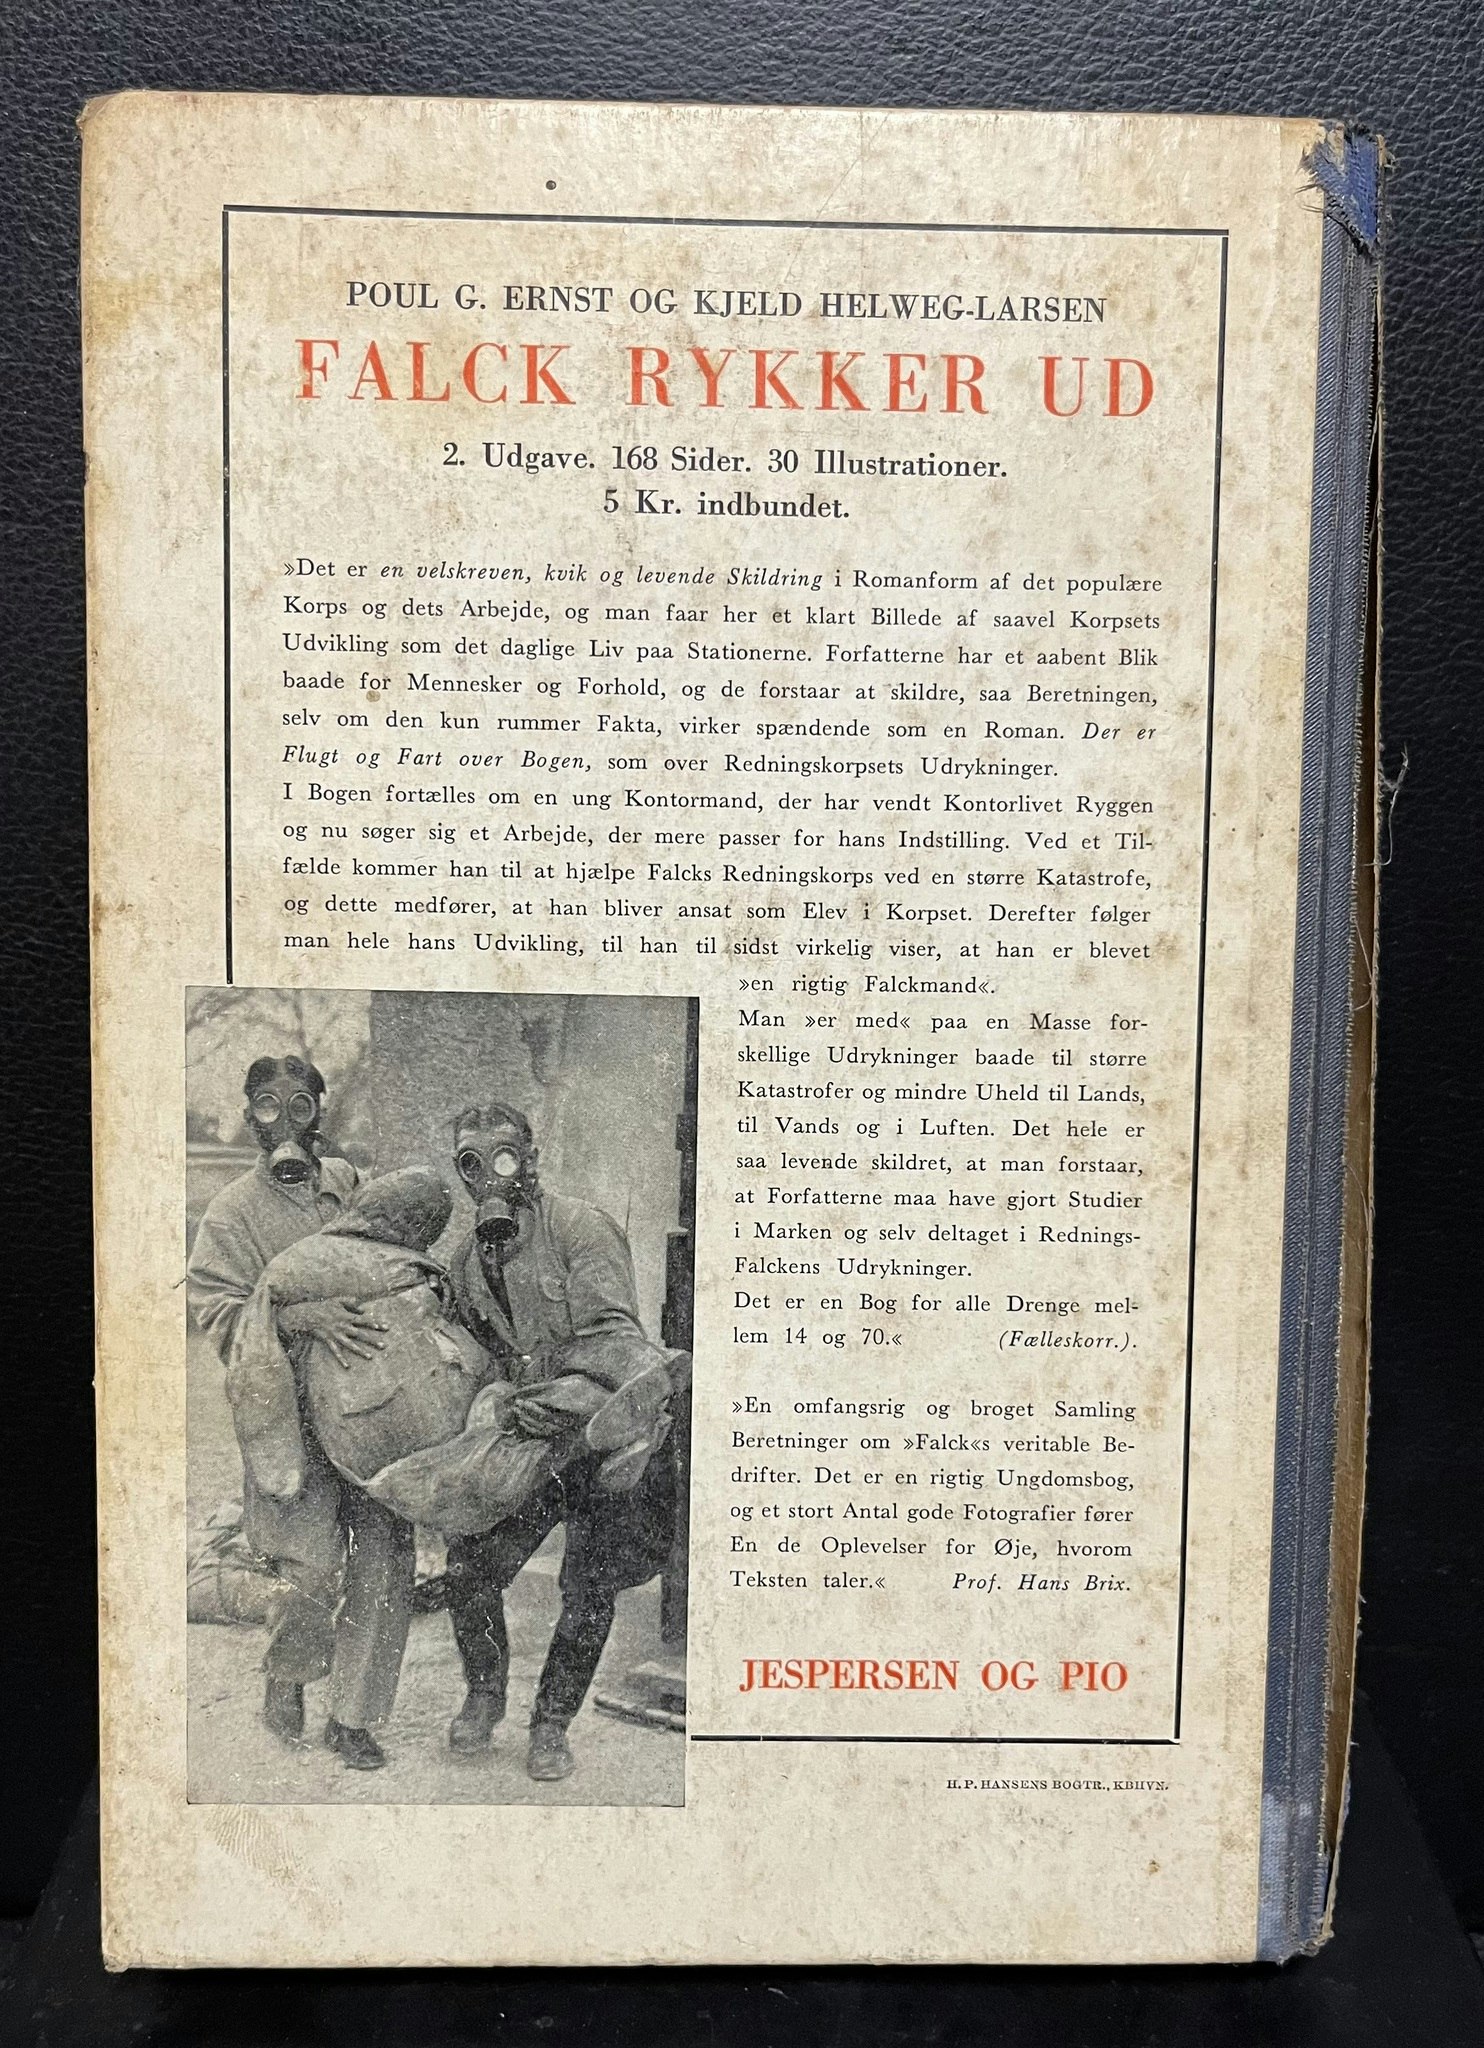 POUL G. ERNST OG KJELD HELWEG-LARSEN
FALCK RYKKER UD
2. Udgave. 168 Sider. 30 Illustrationer.
5 Kr. indbundet.
»Det er en velskreven, kvik og levende Skildring i Romanform af det populære
Korps og dets Arbejde, og man faar her et klart Billede af saavel Korpsets
Udvikling som det daglige Liv paa Stationerne. Forfatterne har et aabent Blik
baade for Mennesker og Forhold, og de forstaar at skildre, saa Beretningen,
selv om den kun rummer Fakta, virker spændende som en Roman. Der er
Flugt og Fart over Bogen, som over Redningskorpsets Udrykninger.
I Bogen fortælles om en ung Kontormand, der har vendt Kontorlivet Ryggen
og nu søger sig et Arbejde, der mere passer for hans Indstilling. Ved et Til-
fælde kommer han til at hjælpe Falcks Redningskorps ved en større Katastrofe,
og dette medfører, at han bliver ansat som Elev i Korpset. Derefter følger
man hele hans Udvikling, til han til sidst virkelig viser, at han er blevet
»en rigtig Falckmand«.
Man »er med« paa en Masse for-
skellige Udrykninger baade til større
Katastrofer og mindre Uheld til Lands,
til Vands og i Luften. Det hele er
saa levende skildret, at man forstaar,
at Forfatterne maa have gjort Studier
i Marken og selv deltaget i Rednings-
Falckens Udrykninger.
Det er en Bog for alle Drenge mel-
lem 14 og 70.« (Fælleskorr.).
»En omfangsrig og broget Samling
Beretninger om »Falck«s veritable Be-
drifter. Det er en rigtig Ungdomsbog,
og et stort Antal gode Fotografier fører
En de Oplevelser for Øje, hvorom
Teksten taler.« Prof. Hans Brix.
JESPERSEN OG PIO
H. P. HANSENS BOGTR., KBHVN.